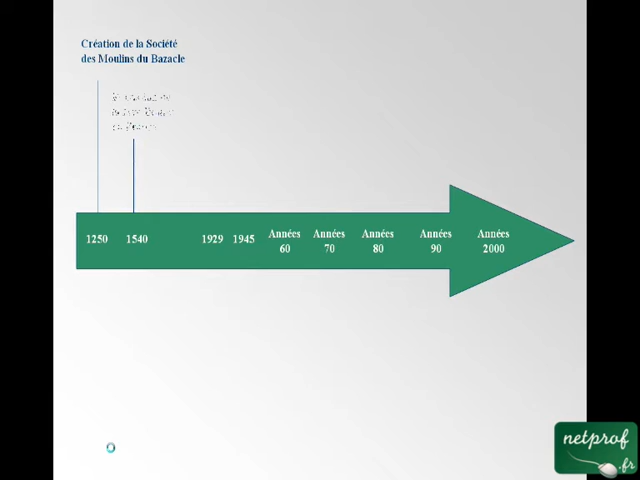 Création de la Société
des Moulins du Bazacle
1250
1540
1929
1945
Années
60
Années
70
Années
80
Années
90
Années
2000
netprof
.fr